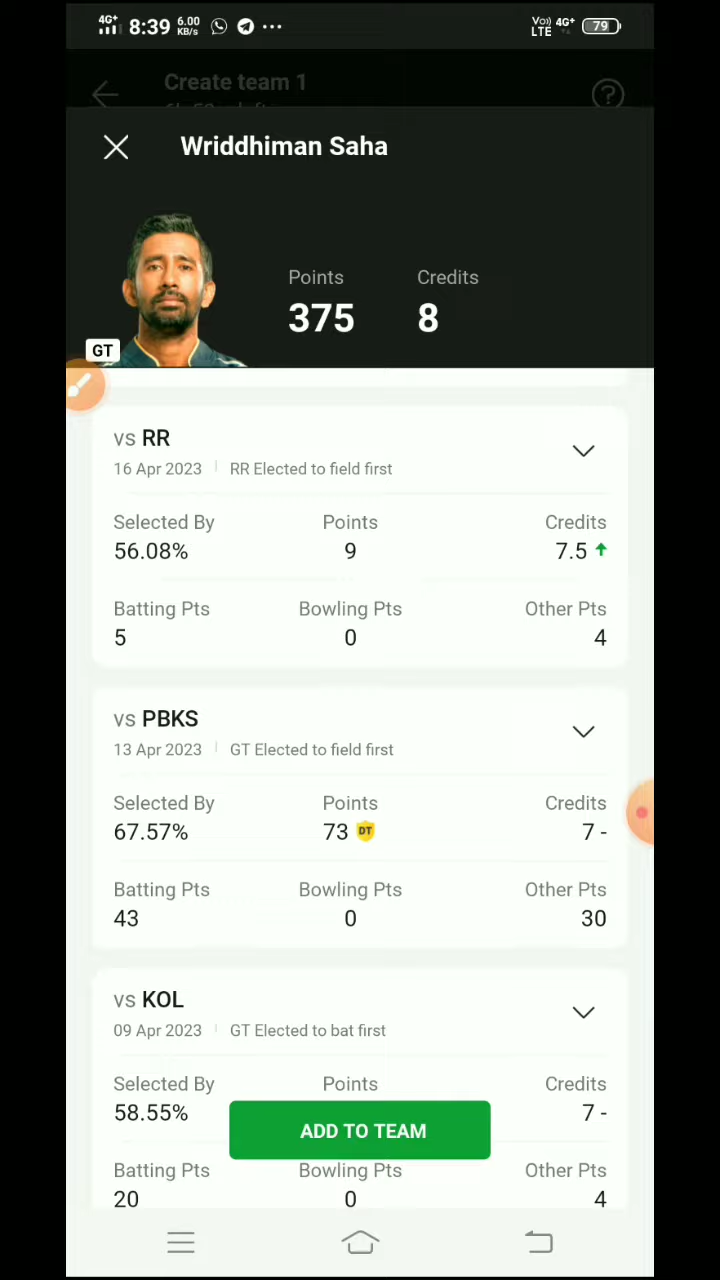 4G+ 8:39 6.00 KB/s ... Vo) LTE 4G+ 79
Create team 1
Wriddhiman Saha
Points Credits
375 8
GT
vs RR
16 Apr 2023 RR Elected to field first
Selected By Points Credits
56.08% 9 7.5
Batting Pts Bowling Pts Other Pts
5 0 4
vs PBKS
13 Apr 2023 GT Elected to field first
Selected By Points Credits
67.57% 73 DT 7 -
Batting Pts Bowling Pts Other Pts
43 0 30
vs KOL
09 Apr 2023 GT Elected to bat first
Selected By Points Credits
58.55% 7 -
ADD TO TEAM
Batting Pts Bowling Pts Other Pts
20 0 4